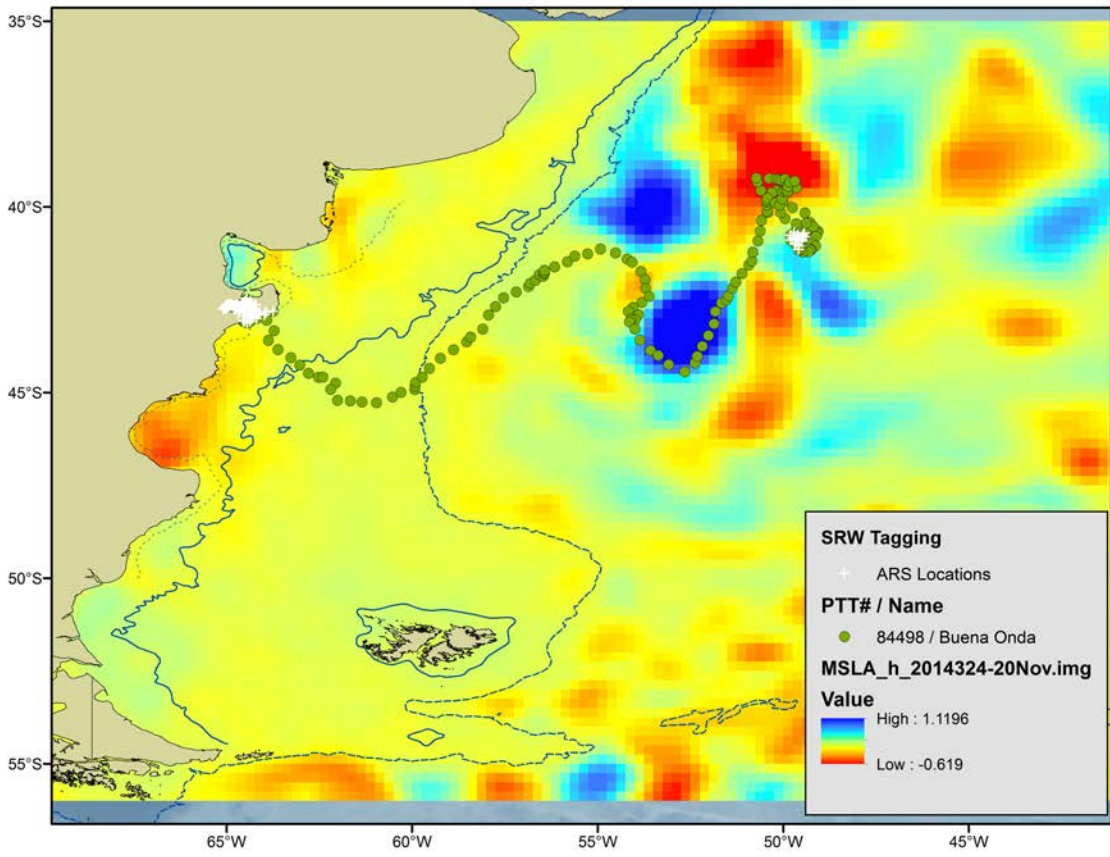 35°S
40°S
45°S
50°S
55°S
65°W
60°W
55°W
50°W
45°W
SRW Tagging
ARS Locations
PTT# / Name
84498 / Buena Onda
MSLA_h_2014324-20Nov.img
Value
High : 1.1196
Low : -0.619